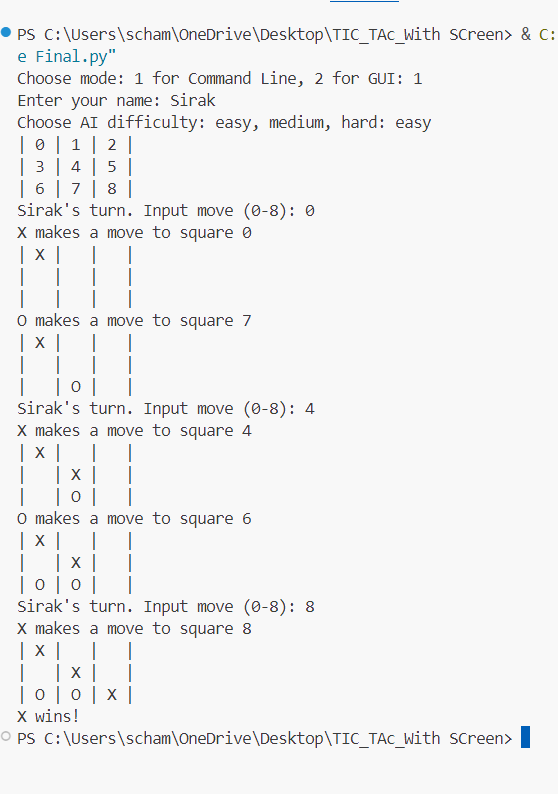 PS C:\Users\scham\OneDrive\Desktop\TIC_TAc_With SCreen> & C:
e Final.py"
Choose mode: 1 for Command Line, 2 for GUI: 1
Enter your name: Sirak
Choose AI difficulty: easy, medium, hard: easy
| 0 | 1 | 2 |
| 3 | 4 | 5 |
| 6 | 7 | 8 |
Sirak's turn. Input move (0-8): 0
X makes a move to square 0
| X |   |   |
|   |   |   |
|   |   |   |
O makes a move to square 7
| X |   |   |
|   |   |   |
|   | O |   |
Sirak's turn. Input move (0-8): 4
X makes a move to square 4
| X |   |   |
|   | X |   |
|   | O |   |
O makes a move to square 6
| X |   |   |
|   | X |   |
| O | O |   |
Sirak's turn. Input move (0-8): 8
X makes a move to square 8
| X |   |   |
|   | X |   |
| O | O | X |
X wins!
PS C:\Users\scham\OneDrive\Desktop\TIC_TAc_With SCreen>